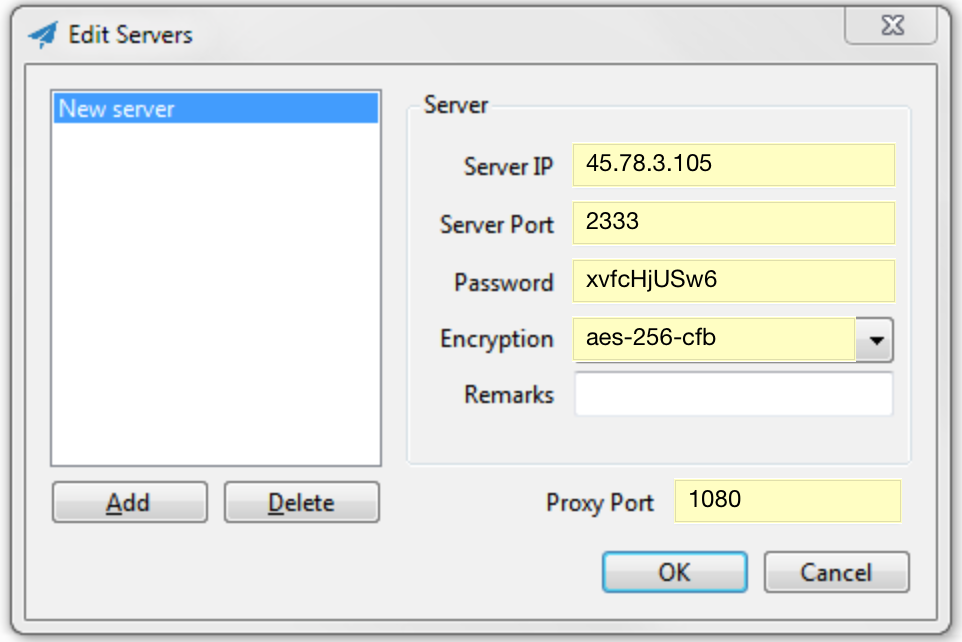 Edit Servers
New server
Server
Server IP 45.78.3.105
Server Port 2333
Password xvfcHjUSw6
Encryption aes-256-cfb
Remarks
Add Delete Proxy Port 1080
OK Cancel